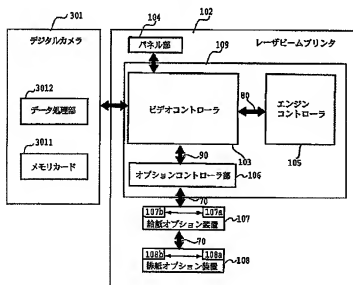 301
デジタルカメラ
3012
データ処理部
3011
メモリカード
102
レーザビームプリンタ
104
パネル部
109
ビデオコントローラ
80
エンジン
コントローラ
103
105
90
オプションコントローラ部
106
70
107b
107a
107
給紙オプション装置
70
108b
108a
108
排紙オプション装置